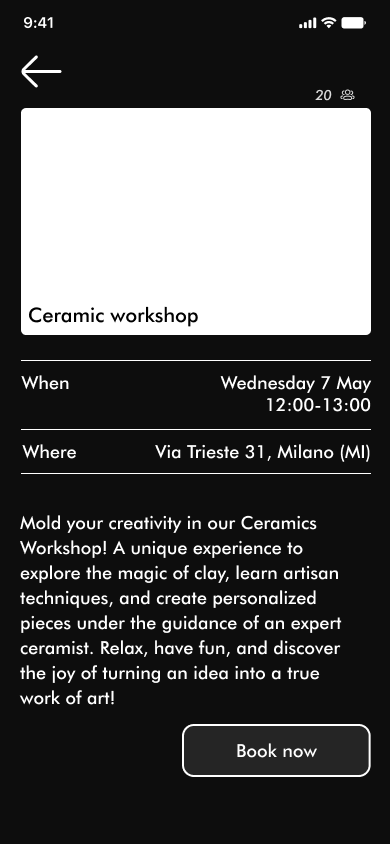 9:41
20
Ceramic workshop
When
Wednesday 7 May
12:00-13:00
Where
Via Trieste 31, Milano (MI)
Mold your creativity in our Ceramics
Workshop! A unique experience to
explore the magic of clay, learn artisan
techniques, and create personalized
pieces under the guidance of an expert
ceramist. Relax, have fun, and discover
the joy of turning an idea into a true
work of art!
Book now